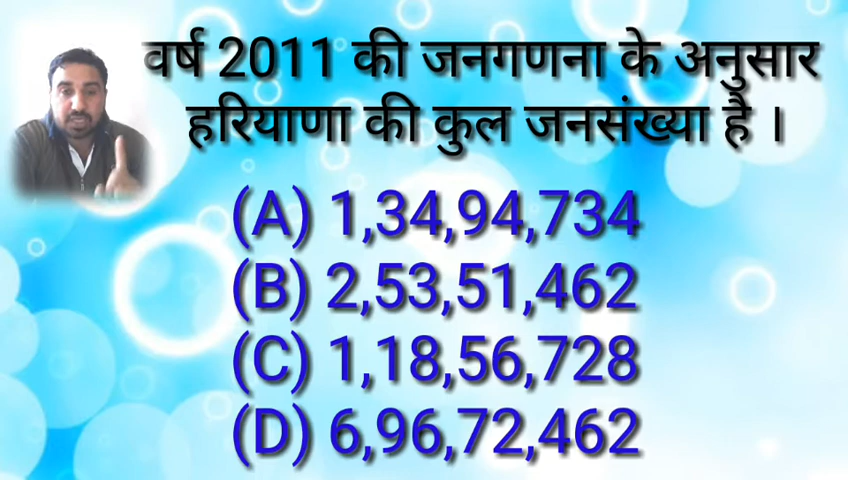 वर्ष 2011 की जनगणना के अनुसार
हरियाणा की कुल जनसंख्या है ।
(A) 1,34,94,734
(B) 2,53,51,462
(C) 1,18,56,728
(D) 6,96,72,462